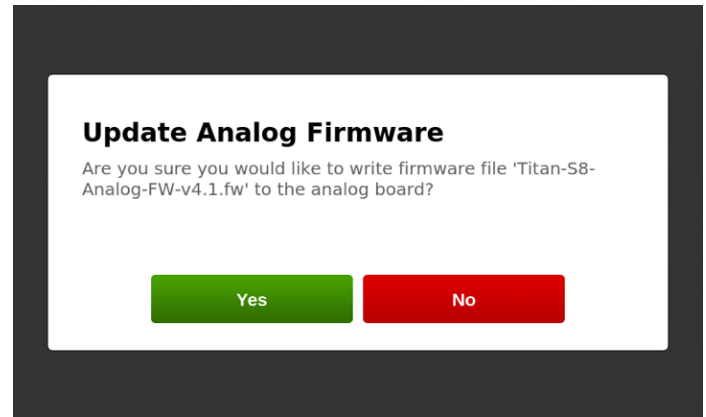 Update Analog Firmware
Are you sure you would like to write firmware file 'Titan-S8-
Analog-FW-v4.1.fw' to the analog board?
Yes
No